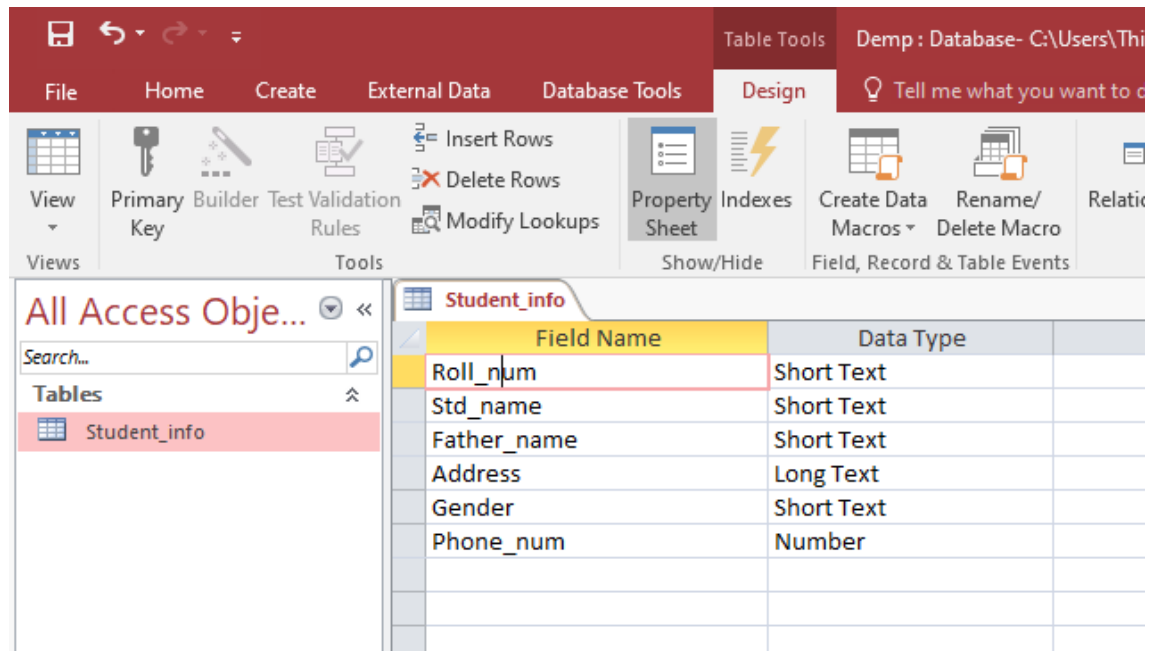 Table Tools Demp : Database- C:\Users\Thi
File Home Create External Data Database Tools Design Tell me what you want to d
View Primary Key Builder Test Validation Rules
Insert Rows
Delete Rows
Modify Lookups
Property Sheet Indexes Create Data Macros Rename/ Delete Macro Relatio
Views Tools Show/Hide Field, Record & Table Events
All Access Obje...
Search...
Tables
Student_info
Student_info
Field Name Data Type
Roll_num Short Text
Std_name Short Text
Father_name Short Text
Address Long Text
Gender Short Text
Phone_num Number